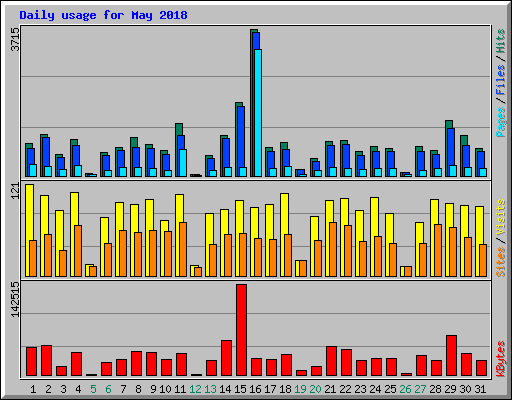 Daily usage for May 2018
3715
Pages / Files / Hits
121
Sites / Visits
142515
KBytes
1 2 3 4 5 6 7 8 9 10 11 12 13 14 15 16 17 18 19 20 21 22 23 24 25 26 27 28 29 30 31